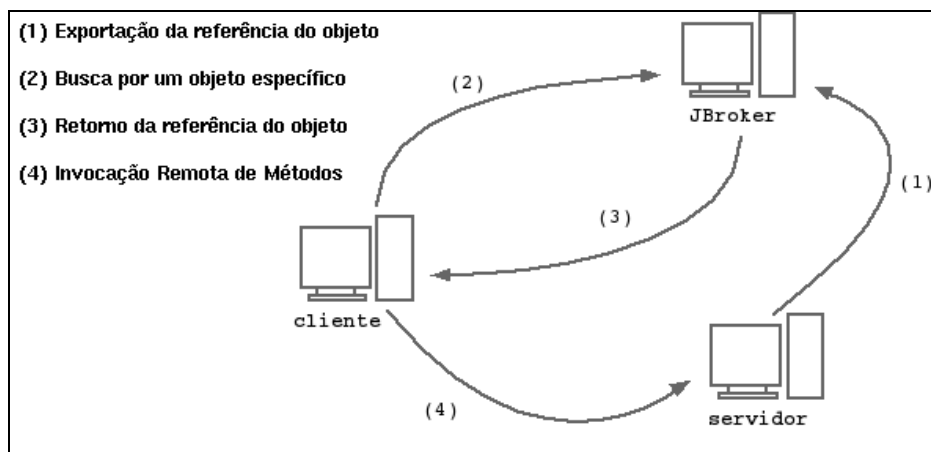 (1) Exportação da referência do objeto
(2) Busca por um objeto específico
(3) Retorno da referência do objeto
(4) Invocação Remota de Métodos
(2)
JBroker
(1)
(3)
cliente
(4)
servidor